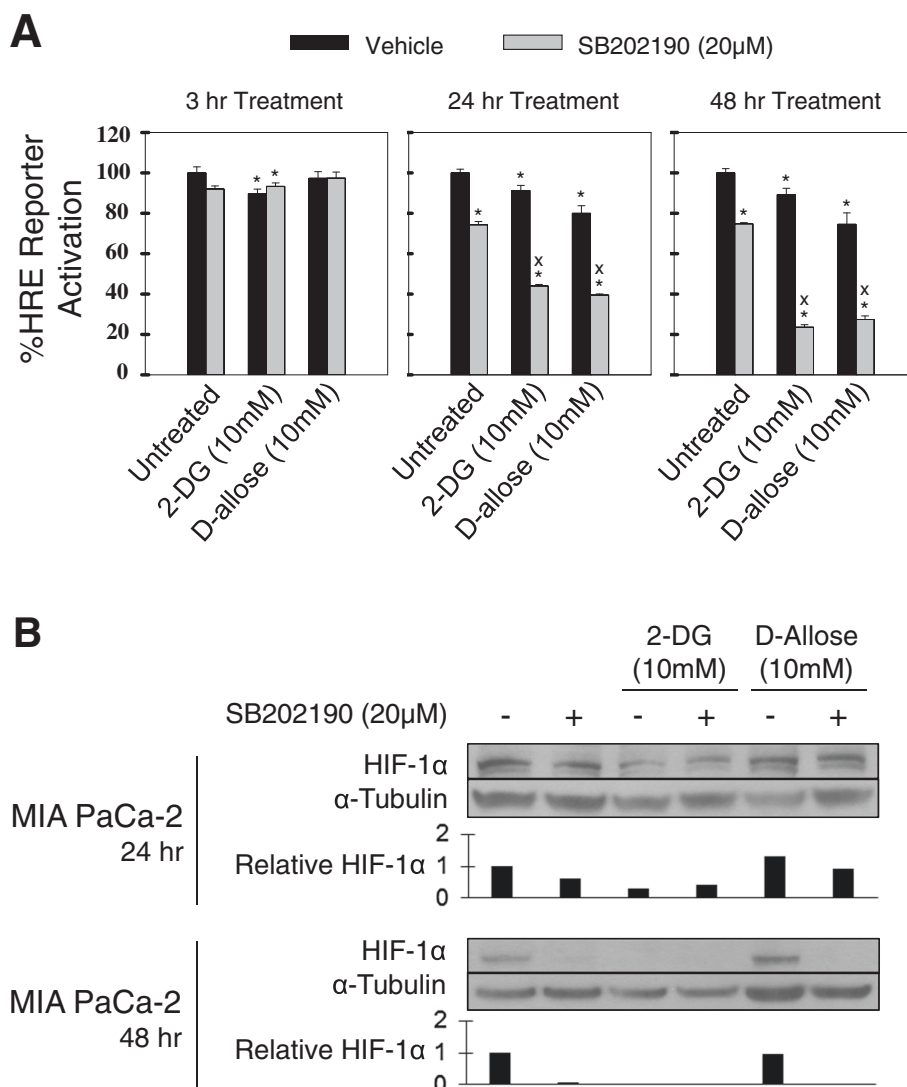 A
Vehicle SB202190 (20µM)
3 hr Treatment 24 hr Treatment 48 hr Treatment
%HRE Reporter
Activation
120
100
80
60
40
20
0
* *
* * x * * x *
* * x * * x *
Untreated 2-DG (10mM) D-allose (10mM) Untreated 2-DG (10mM) D-allose (10mM) Untreated 2-DG (10mM) D-allose (10mM)
B
2-DG D-Allose
(10mM) (10mM)
SB202190 (20µM) - + - + - +
HIF-1α
α-Tubulin
MIA PaCa-2
24 hr
Relative HIF-1α
2
1
0
HIF-1α
α-Tubulin
MIA PaCa-2
48 hr
Relative HIF-1α
2
1
0